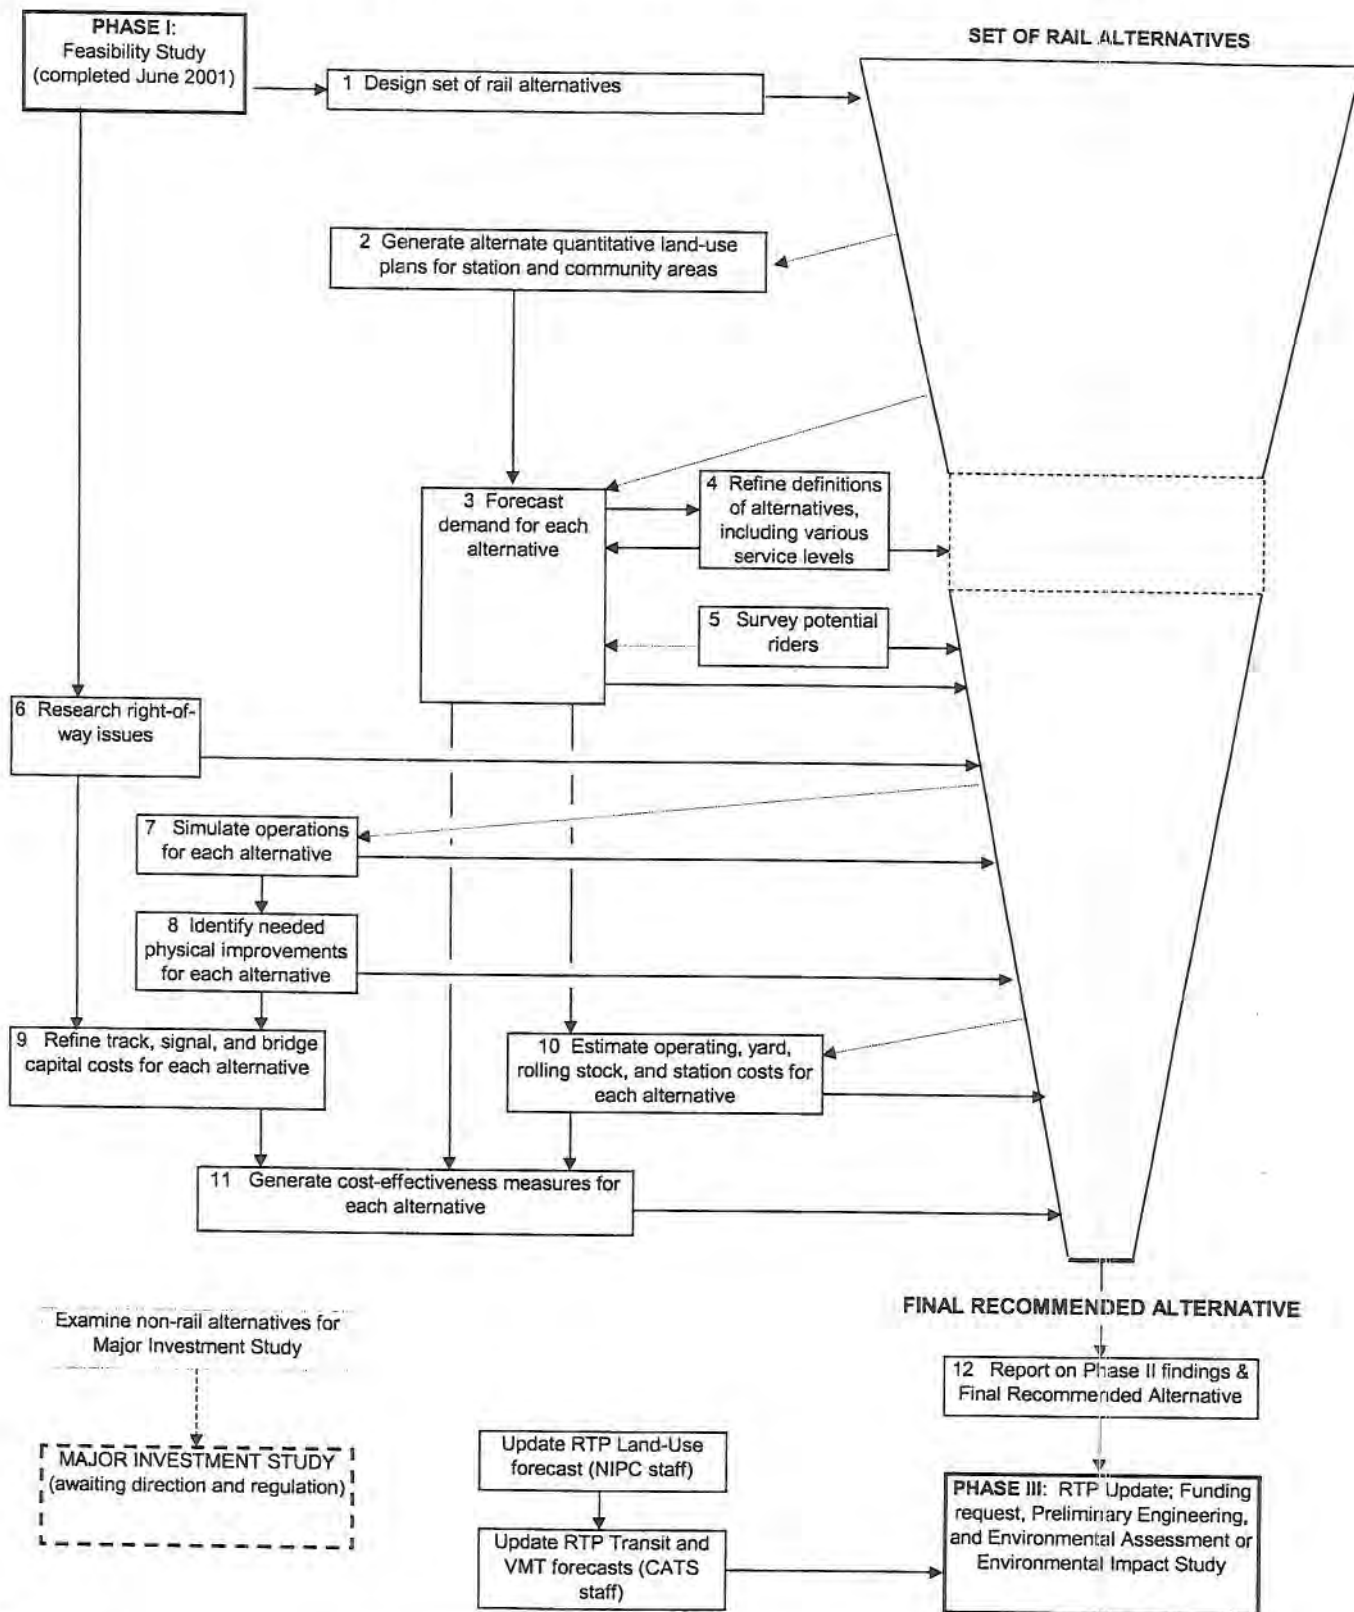 PHASE I:
Feasibility Study
(completed June 2001)
SET OF RAIL ALTERNATIVES
1 Design set of rail alternatives
2 Generate alternate quantitative land-use
plans for station and community areas
3 Forecast
demand for each
alternative
4 Refine definitions
of alternatives,
including various
service levels
5 Survey potential
riders
6 Research right-of-
way issues
7 Simulate operations
for each alternative
8 Identify needed
physical improvements
for each alternative
9 Refine track, signal, and bridge
capital costs for each alternative
10 Estimate operating, yard,
rolling stock, and station costs for
each alternative
11 Generate cost-effectiveness measures for
each alternative
FINAL RECOMMENDED ALTERNATIVE
Examine non-rail alternatives for
Major Investment Study
12 Report on Phase II findings &
Final Recommended Alternative
MAJOR INVESTMENT STUDY
(awaiting direction and regulation)
Update RTP Land-Use
forecast (NIPC staff)
Update RTP Transit and
VMT forecasts (CATS
staff)
PHASE III: RTP Update; Funding
request, Preliminary Engineering,
and Environmental Assessment or
Environmental Impact Study